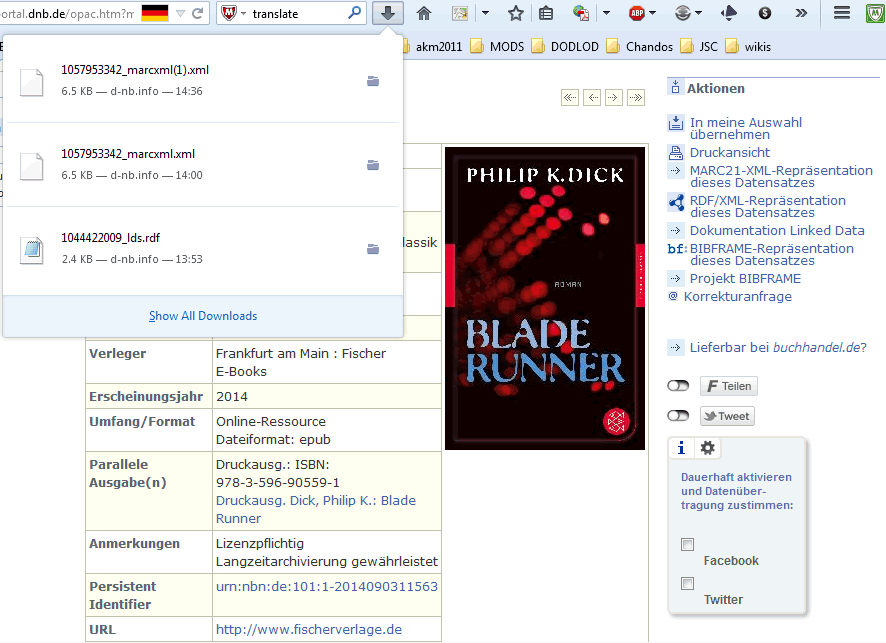 ortal.dnb.de/opac.htm?m
translate
ABP
S
akm2011
MODS
DODLOD
Chandos
JSC
wikis
1057953342_marcxml(1).xml
6.5 KB — d-nb.info — 14:36
1057953342_marcxml.xml
6.5 KB — d-nb.info — 14:00
1044422009_lds.rdf
2.4 KB — d-nb.info — 13:53
Show All Downloads
lassik
Verleger
Frankfurt am Main : Fischer
E-Books
Erscheinungsjahr
2014
Umfang/Format
Online-Ressource
Dateiformat: epub
Parallele
Ausgabe(n)
Druckausg.: ISBN:
978-3-596-90559-1
Druckausg. Dick, Philip K.: Blade
Runner
Anmerkungen
Lizenzpflichtig
Langzeitarchivierung gewährleistet
Persistent
Identifier
urn:nbn:de:101:1-2014090311563
URL
http://www.fischerverlage.de
PHILIP K. DICK
ROMAN
BLADE
RUNNER
Aktionen
In meine Auswahl
übernehmen
Druckansicht
MARC21-XML-Repräsentation
dieses Datensatzes
RDF/XML-Repräsentation
dieses Datensatzes
Dokumentation Linked Data
bf: BIBFRAME-Repräsentation
dieses Datensatzes
Projekt BIBFRAME
@ Korrekturanfrage
Lieferbar bei buchhandel.de?
F Teilen
Tweet
i
Dauerhaft aktivieren
und Datenüber-
tragung zustimmen:
Facebook
Twitter